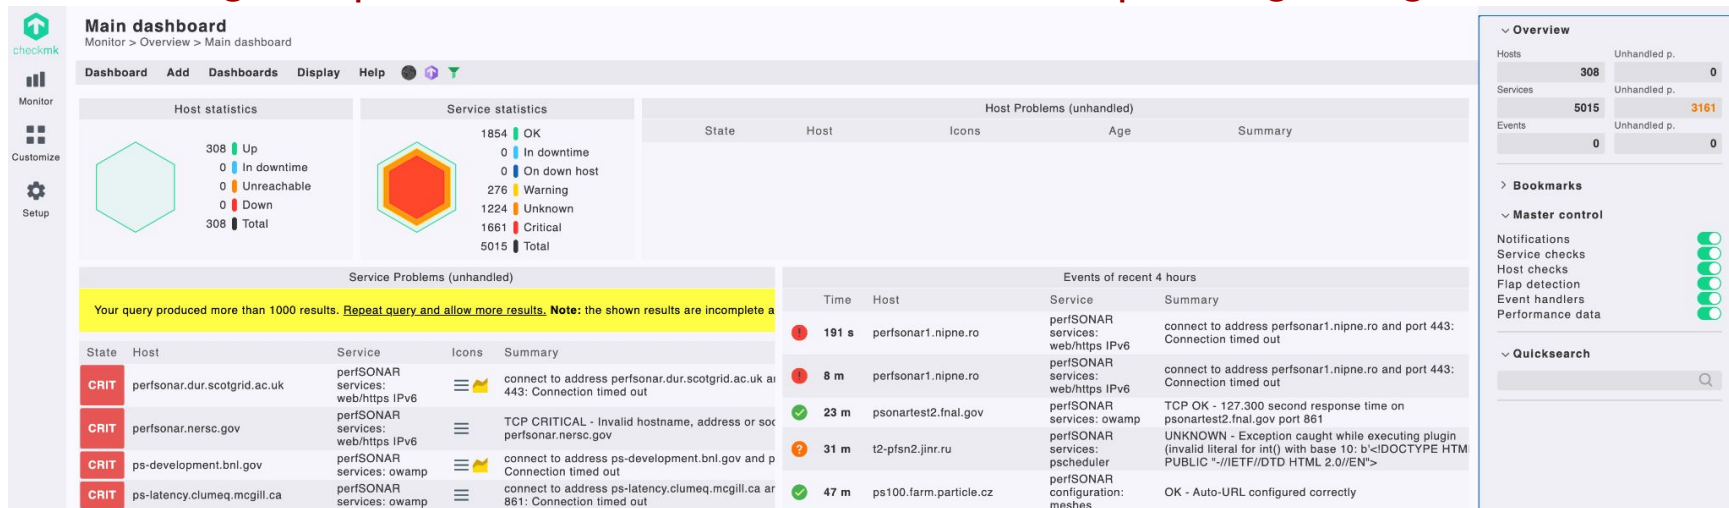 checkmk
Main dashboard
Monitor > Overview > Main dashboard
Dashboard Add Dashboards Display Help
Monitor
Customize
Setup
Host statistics
308 Up
0 In downtime
0 Unreachable
0 Down
308 Total
Service statistics
1854 OK
0 In downtime
0 On down host
276 Warning
1224 Unknown
1661 Critical
5015 Total
Host Problems (unhandled)
State Host Icons Age Summary
Service Problems (unhandled)
Your query produced more than 1000 results. Repeat query and allow more results. Note: the shown results are incomplete a
State Host Service Icons Summary
CRIT perfsonar.dur.scotgrid.ac.uk
perfSONAR
services:
web/https IPv6
connect to address perfsonar.dur.scotgrid.ac.uk
443: Connection timed out
CRIT perfsonar.nersc.gov
perfSONAR
services:
web/https IPv6
TCP CRITICAL - Invalid hostname, address or soc
perfsonar.nersc.gov
CRIT ps-development.bnl.gov
perfSONAR
services: owamp
connect to address ps-development.bnl.gov and p
Connection timed out
CRIT ps-latency.clumeq.mcgill.ca
perfSONAR
services: owamp
connect to address ps-latency.clumeq.mcgill.ca
861: Connection timed out
Events of recent 4 hours
Time Host Service Summary
191 s perfsonar1.nipne.ro
perfSONAR
services:
web/https IPv6
connect to address perfsonar1.nipne.ro and port 443:
Connection timed out
8 m perfsonar1.nipne.ro
perfSONAR
services:
web/https IPv6
connect to address perfsonar1.nipne.ro and port 443:
Connection timed out
23 m psonartest2.fnal.gov
perfSONAR
services: owamp
TCP OK - 127.300 second response time on
psonartest2.fnal.gov port 861
31 m t2-pfsn2.jinr.ru
perfSONAR
services:
pscheduler
UNKNOWN - Exception caught while executing plugin
(invalid literal for int() with base 10: b'<!DOCTYPE HTM
PUBLIC "-//IETF//DTD HTML 2.0//EN">
47 m ps100.farm.particle.cz
perfSONAR
configuration:
meshes
OK - Auto-URL configured correctly
Overview
Hosts Unhandled p.
308 0
Services Unhandled p.
5015 3161
Events Unhandled p.
0 0
Bookmarks
Master control
Notifications
Service checks
Host checks
Flap detection
Event handlers
Performance data
Quicksearch